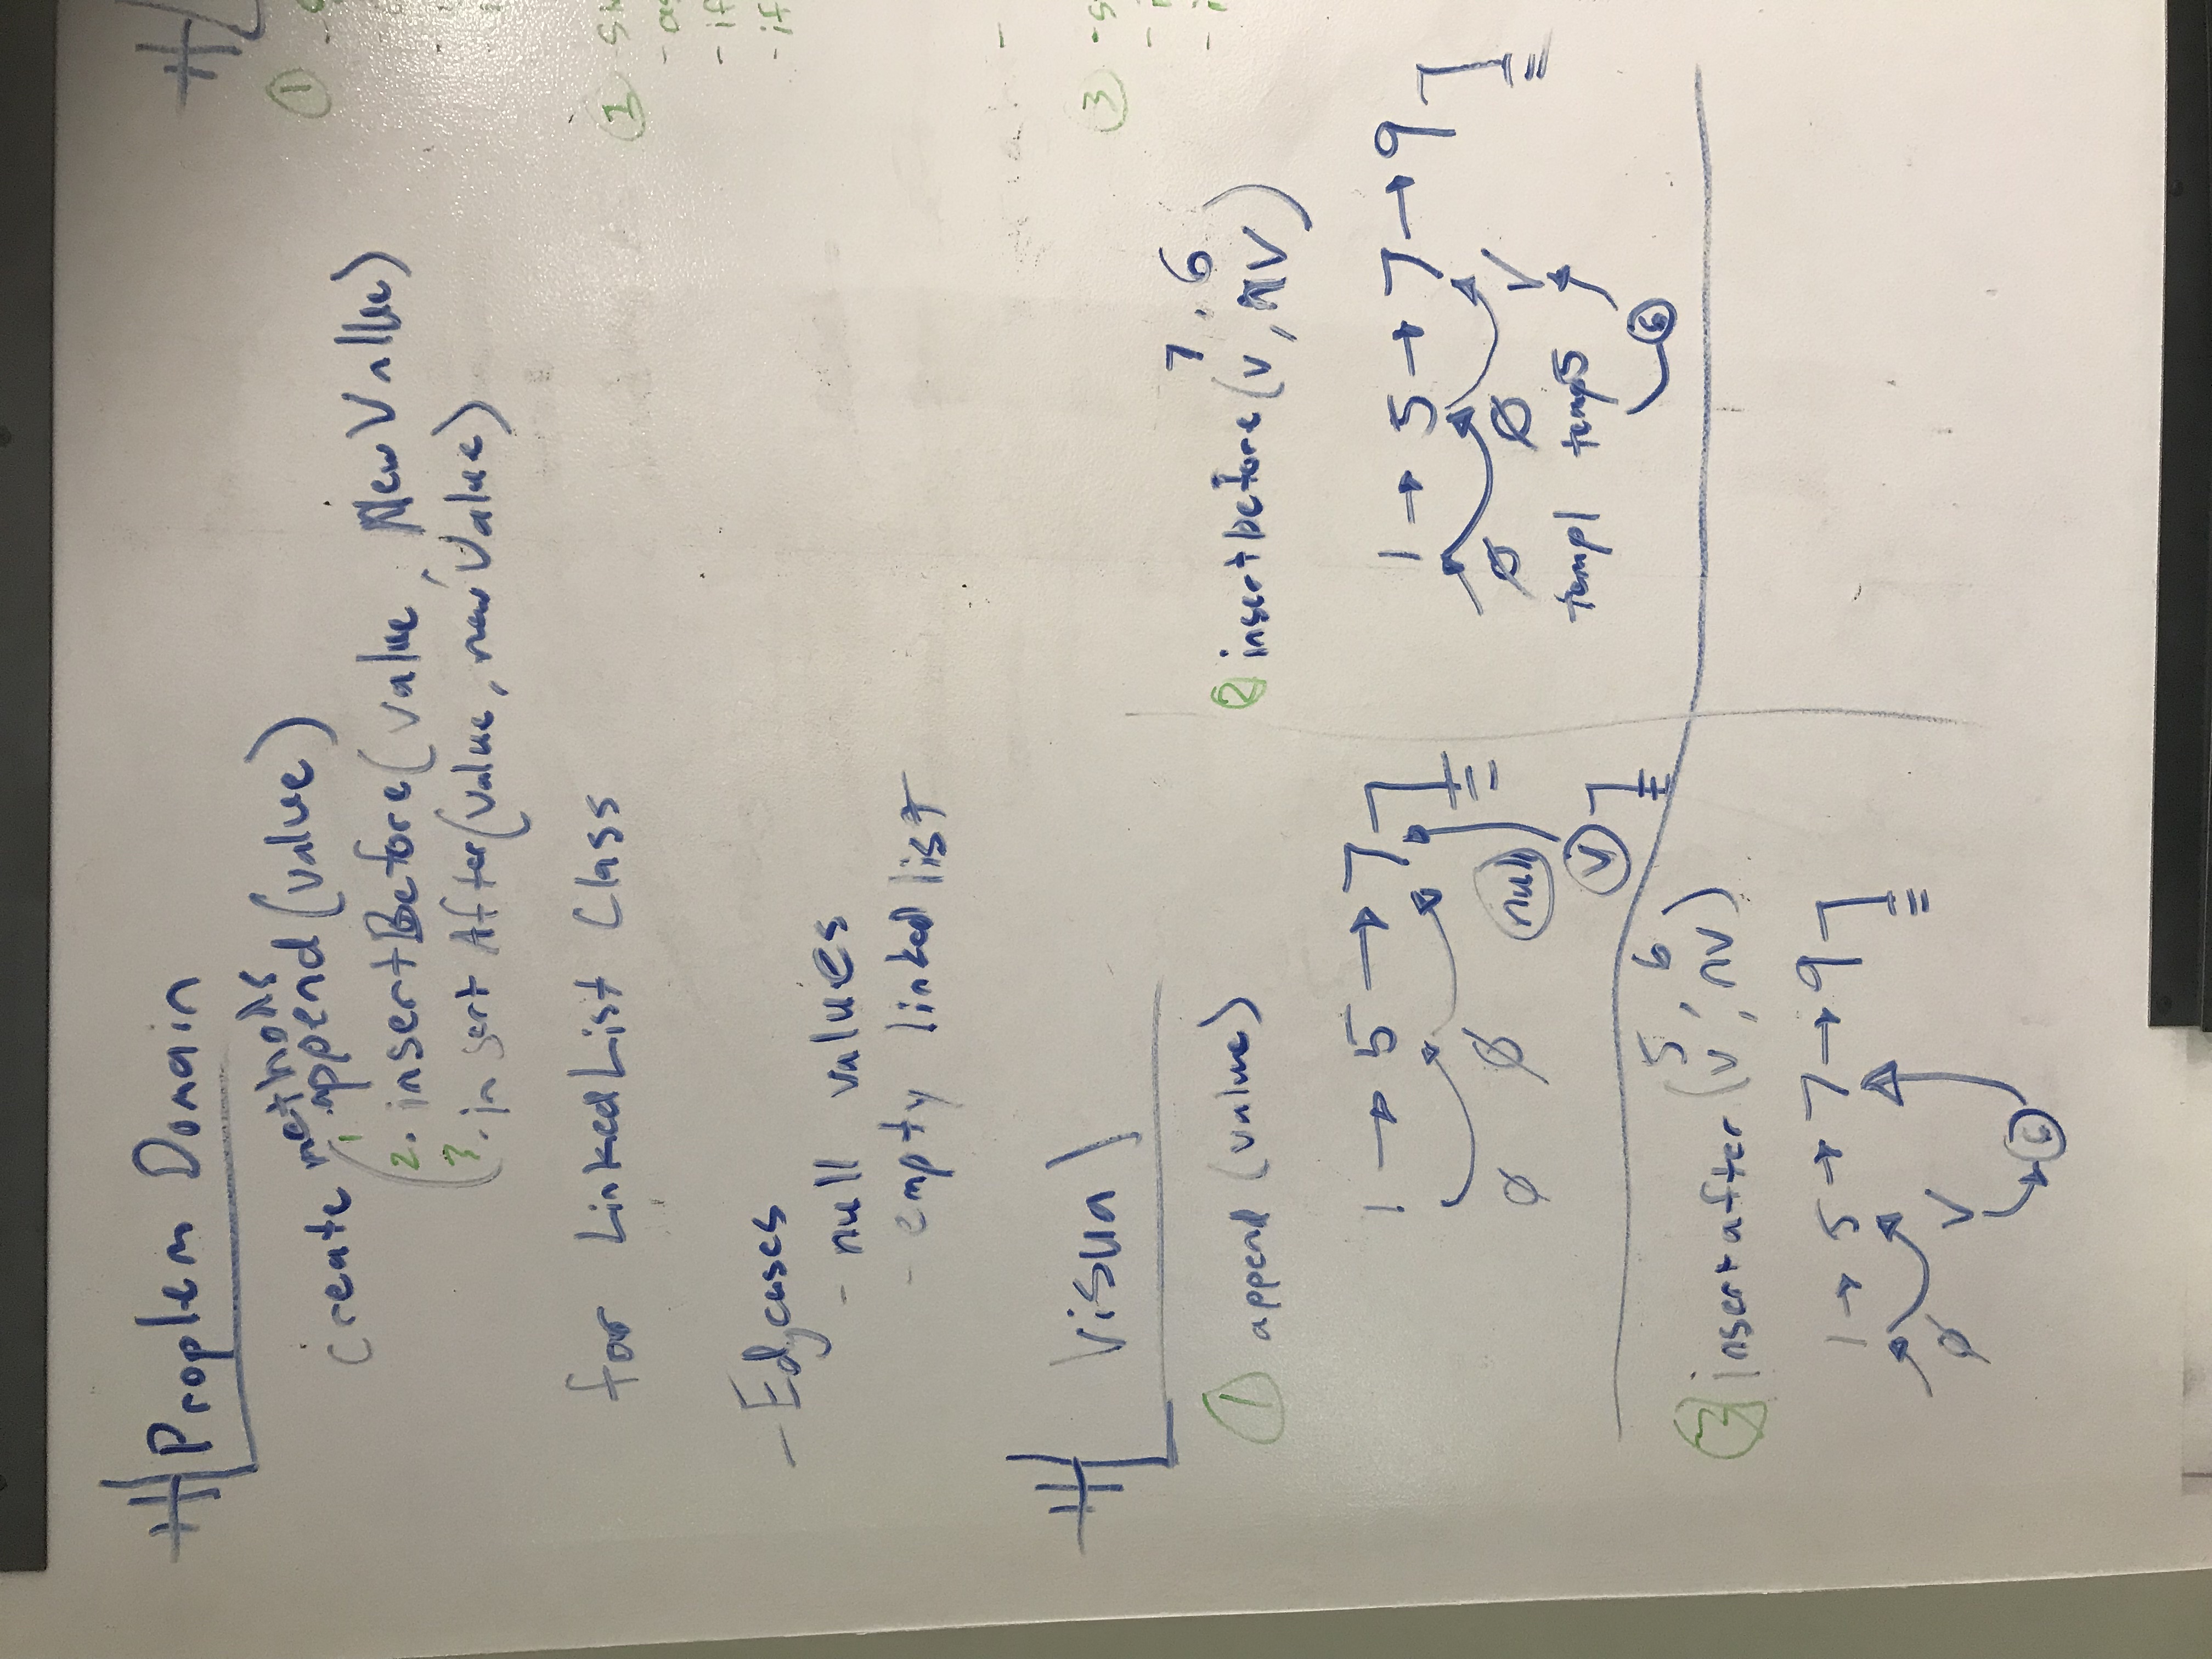 # Proplem Domain
create methods
1. append(value)
2. insertBefore(value, NewValue)
3. insertAfter(value, newValue)
for LinkedList Class
- Edgcases
- null values
- empty linked list
# Visual
1 append (value)
1 → 5 → 7
null
V
7, 6
2 insertbefore(v, nV)
1 → 5 → 7 → 9
temp1 temp5
6
5, 6
3 insertafter(v, nV)
1 → 5 → 7 → 9
6
#
1
2
- as
- if
- if
3